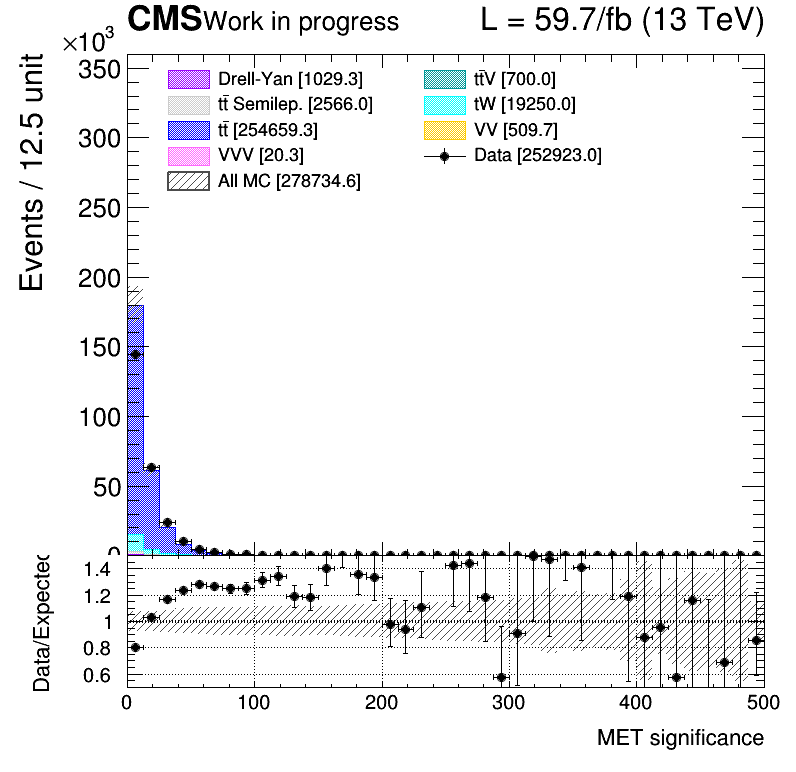 CMS Work in progress L = 59.7/fb (13 TeV)
×10³
Drell-Yan [1029.3]
tt̄ Semilep. [2566.0]
tt̄ [254659.3]
VVV [20.3]
All MC [278734.6]
tt̄V [700.0]
tW [19250.0]
VV [509.7]
Data [252923.0]
Events / 12.5 unit
350
300
250
200
150
100
50
0
Data/Expected
1.4
1.2
1
0.8
0.6
0 100 200 300 400 500
MET significance